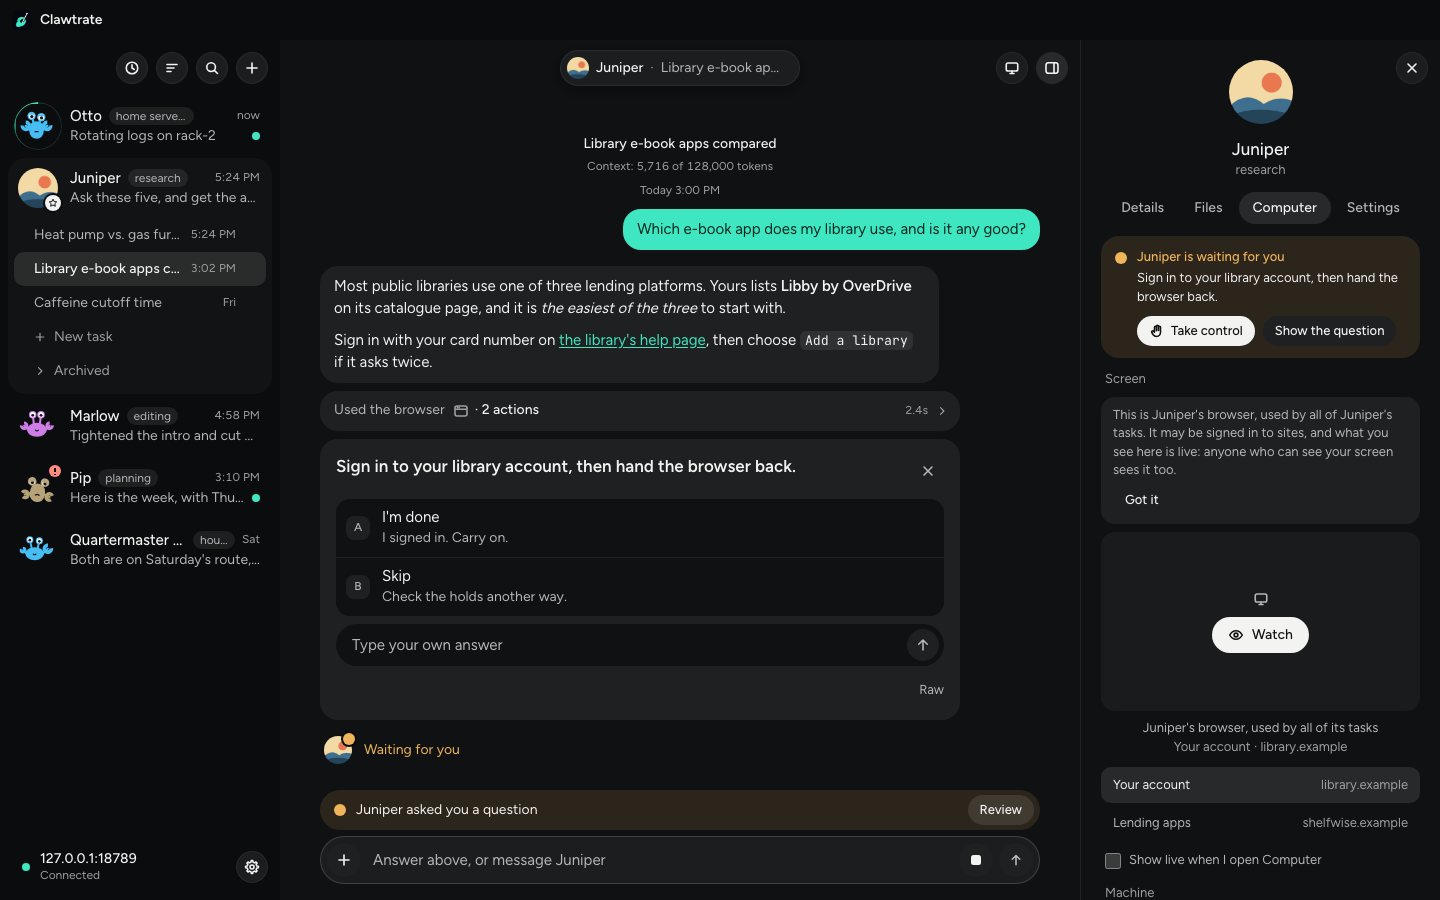 Clawtrate
Otto
home serve...
now
Rotating logs on rack-2
Juniper
research
5:24 PM
Ask these five, and get the a...
Heat pump vs. gas fur...
5:24 PM
Library e-book apps c...
3:02 PM
Caffeine cutoff time
Fri
New task
Archived
Marlow
editing
4:58 PM
Tightened the intro and cut ...
Pip
planning
3:10 PM
Here is the week, with Thu...
Quartermaster ...
hou...
Sat
Both are on Saturday's route,...
127.0.0.1:18789
Connected
Juniper · Library e-book ap...
Library e-book apps compared
Context: 5,716 of 128,000 tokens
Today 3:00 PM
Which e-book app does my library use, and is it any good?
Most public libraries use one of three lending platforms. Yours lists Libby by OverDrive
on its catalogue page, and it is the easiest of the three to start with.
Sign in with your card number on the library's help page, then choose Add a library
if it asks twice.
Used the browser · 2 actions
2.4s
Sign in to your library account, then hand the browser back.
A
I'm done
I signed in. Carry on.
B
Skip
Check the holds another way.
Type your own answer
Raw
Waiting for you
Juniper asked you a question
Review
Answer above, or message Juniper
Juniper
research
Details
Files
Computer
Settings
Juniper is waiting for you
Sign in to your library account, then hand the
browser back.
Take control
Show the question
Screen
This is Juniper's browser, used by all of Juniper's
tasks. It may be signed in to sites, and what you
see here is live: anyone who can see your screen
sees it too.
Got it
Watch
Juniper's browser, used by all of its tasks
Your account · library.example
Your account
library.example
Lending apps
shelfwise.example
Show live when I open Computer
Machine